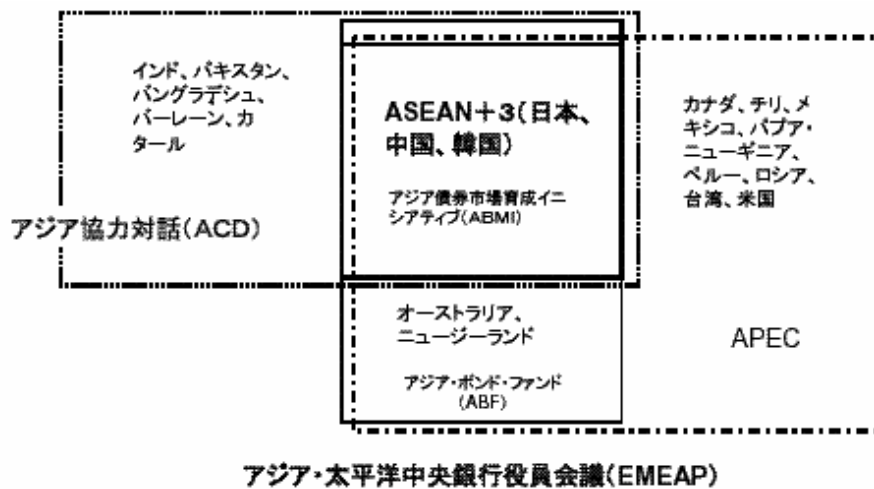 インド、パキスタン、
バングラデシュ、
バーレーン、カ
タール
ASEAN+3(日本、
中国、韓国)
アジア債券市場育成イニ
シアティブ(ABMI)
カナダ、チリ、メ
キシコ、パプア・
ニューギニア、
ペルー、ロシア、
台湾、米国
アジア協力対話(ACD)
オーストラリア、
ニュージーランド
アジア・ボンド・ファンド
(ABF)
APEC
アジア・太平洋中央銀行役員会議(EMEAP)